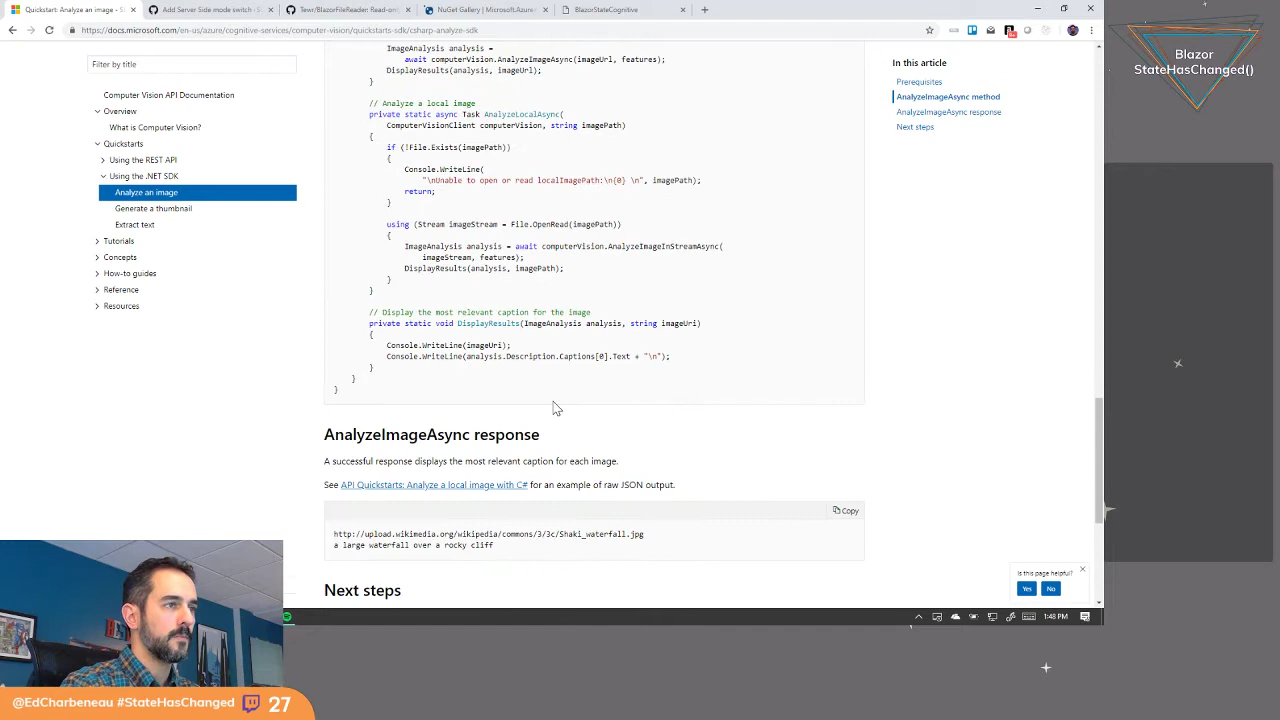 Quickstart: Analyze an image - S
Add Server Side mode switch - S
Tewr/BlazorFileReader: Read-onl
NuGet Gallery | Microsoft.Azure.
BlazorStateCognitive
https://docs.microsoft.com/en-us/azure/cognitive-services/computer-vision/quickstarts-sdk/csharp-analyze-sdk
Blazor
StateHasChanged()
Filter by title
Computer Vision API Documentation
Overview
What is Computer Vision?
Quickstarts
Using the REST API
Using the .NET SDK
Analyze an image
Generate a thumbnail
Extract text
Tutorials
Concepts
How-to guides
Reference
Resources
ImageAnalysis analysis =
await computerVision.AnalyzeImageAsync(imageUrl, features);
DisplayResults(analysis, imageUrl);
}
// Analyze a local image
private static async Task AnalyzeLocalAsync(
ComputerVisionClient computerVision, string imagePath)
{
if (!File.Exists(imagePath))
{
Console.WriteLine(
"\nUnable to open or read localImagePath:\n{0} \n", imagePath);
return;
}
using (Stream imageStream = File.OpenRead(imagePath))
{
ImageAnalysis analysis = await computerVision.AnalyzeImageInStreamAsync(
imageStream, features);
DisplayResults(analysis, imagePath);
}
}
// Display the most relevant caption for the image
private static void DisplayResults(ImageAnalysis analysis, string imageUri)
{
Console.WriteLine(imageUri);
Console.WriteLine(analysis.Description.Captions[0].Text + "\n");
}
}
}
AnalyzeImageAsync response
A successful response displays the most relevant caption for each image.
See API Quickstarts: Analyze a local image with C# for an example of raw JSON output.
Copy
http://upload.wikimedia.org/wikipedia/commons/3/3c/Shaki_waterfall.jpg
a large waterfall over a rocky cliff
Next steps
In this article
Prerequisites
AnalyzeImageAsync method
AnalyzeImageAsync response
Next steps
Is this page helpful?
Yes
No
1:48 PM
@EdCharbeneau #StateHasChanged 27